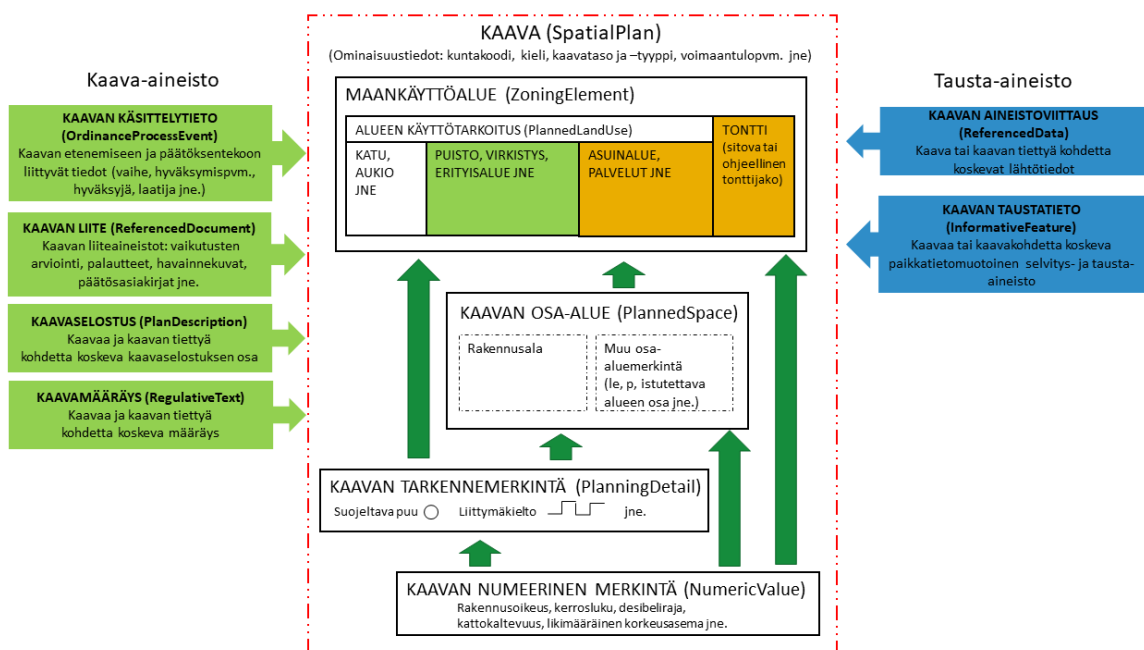 KAAVA (SpatialPlan)
(Ominaisuustiedot: kuntakoodi, kieli, kaavataso ja –tyyppi, voimaantulopvm. jne)
Kaava-aineisto
KAAVAN KÄSITTELYTIETO
(OrdinanceProcessEvent)
Kaavan etenemiseen ja päätöksentekoon
liittyvät tiedot (vaihe, hyväksymispvm.,
hyväksyjä, laatija jne.)
KAAVAN LIITE (ReferencedDocument)
Kaavan liiteaineistot: vaikutusten
arviointi, palautteet, havainnekuvat,
päätösasiakirjat jne.
KAAVASELOSTUS (PlanDescription)
Kaavaa ja kaavan tiettyä
kohdetta koskeva kaavaselostuksen osa
KAAVAMÄÄRÄYS (RegulativeText)
Kaavaa ja kaavan tiettyä
kohdetta koskeva määräys
MAANKÄYTTÖALUE (ZoningElement)
ALUEEN KÄYTTÖTARKOITUS (PlannedLandUse)
KATU,
AUKIO
JNE
PUISTO, VIRKISTYS,
ERITYISALUE JNE
ASUINALUE,
PALVELUT JNE
TONTTI
(sitova tai
ohjeellinen
tonttijako)
KAAVAN OSA-ALUE (PlannedSpace)
Rakennusala
Muu osa-
aluemerkintä
(le, p, istutettava
alueen osa jne.)
KAAVAN TARKENNEMERKINTÄ (PlanningDetail)
Suojeltava puu
Liittymäkielto
jne.
KAAVAN NUMEERINEN MERKINTÄ (NumericValue)
Rakennusoikeus, kerrosluku, desibeliraja,
kattokaltevuus, likimääräinen korkeusasema jne.
Tausta-aineisto
KAAVAN AINEISTOVIITTAUS
(ReferencedData)
Kaava tai kaavan tiettyä kohdetta
koskevat lähtötiedot
KAAVAN TAUSTATIETO
(InformativeFeature)
Kaavaa tai kaavakohdetta koskeva
paikkatietomuotoinen selvitys- ja tausta-
aineisto